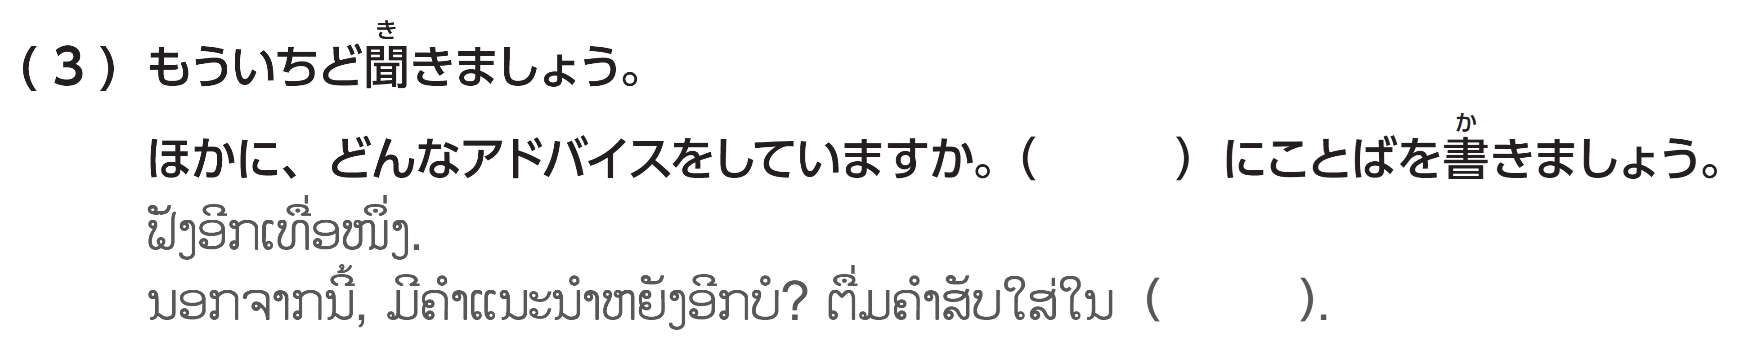 (3) もういちど聞きましょう。
ほかに、どんなアドバイスをしていますか。(          ) にことばを書きましょう。
ຟັງອີກເທື່ອໜຶ່ງ.
ນອກຈາກນີ້, ມີຄຳແນະນຳຫຍັງອີກບໍ? ຕື່ມຄຳສັບໃສ່ໃນ (          ).